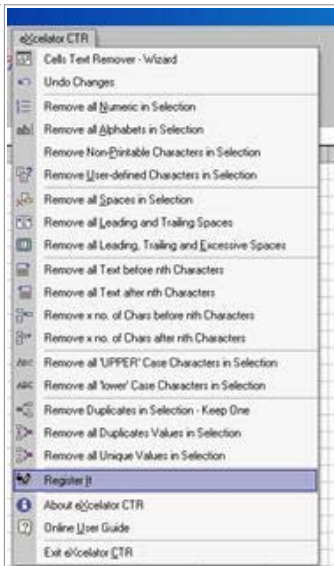 eXcelator CTR
Cells Text Remover - Wizard
Undo Changes
Remove all Numeric in Selection
Remove all Alphabets in Selection
Remove Non-Printable Characters in Selection
Remove User-defined Characters in Selection
Remove all Spaces in Selection
Remove all Leading and Trailing Spaces
Remove all Leading, Trailing and Excessive Spaces
Remove all Text before nth Characters
Remove all Text after nth Characters
Remove x no. of Chars before nth Characters
Remove x no. of Chars after nth Characters
Remove all 'UPPER' Case Characters in Selection
Remove all 'lower' Case Characters in Selection
Remove Duplicates in Selection - Keep One
Remove all Duplicates Values in Selection
Remove all Unique Values in Selection
Register It
About eXcelator CTR
Online User Guide
Exit eXcelator CTR